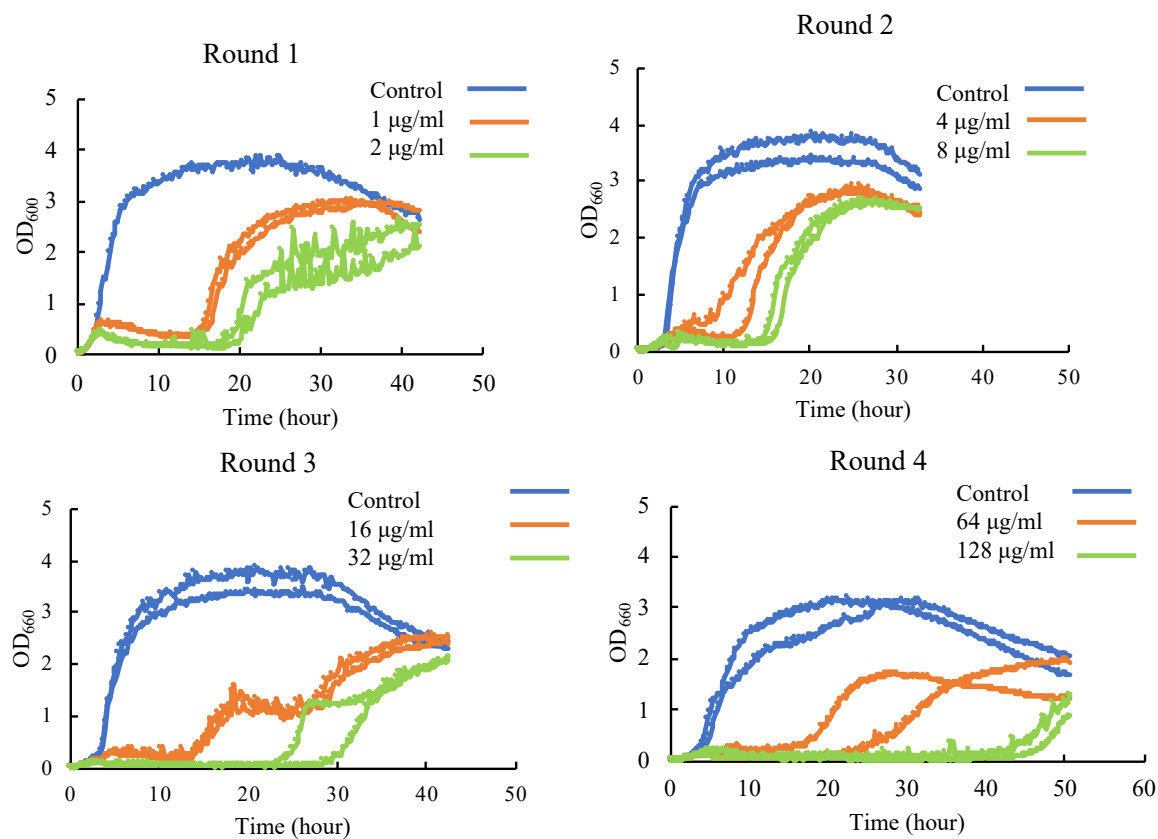 Round 1
Control
1 µg/ml
2 µg/ml
OD600
5
4
3
2
1
0
0 10 20 30 40 50
Time (hour)
Round 2
Control
4 µg/ml
8 µg/ml
OD660
5
4
3
2
1
0
0 10 20 30 40 50
Time (hour)
Round 3
Control
16 µg/ml
32 µg/ml
OD660
5
4
3
2
1
0
0 10 20 30 40 50
Time (hour)
Round 4
Control
64 µg/ml
128 µg/ml
OD660
5
4
3
2
1
0
0 10 20 30 40 50 60
Time (hour)